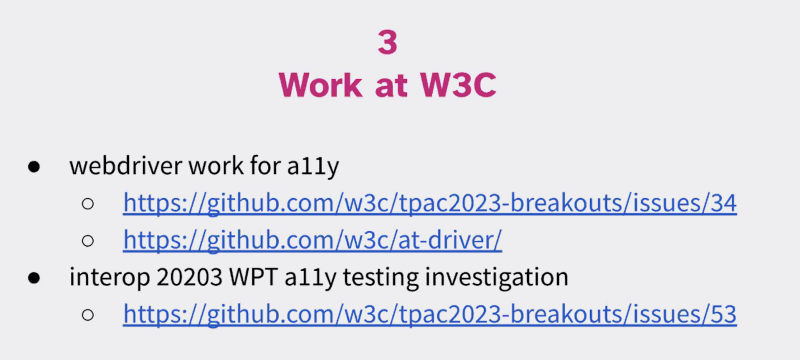 3
Work at W3C
● webdriver work for a11y
○ https://github.com/w3c/tpac2023-breakouts/issues/34
○ https://github.com/w3c/at-driver/
● interop 20203 WPT a11y testing investigation
○ https://github.com/w3c/tpac2023-breakouts/issues/53